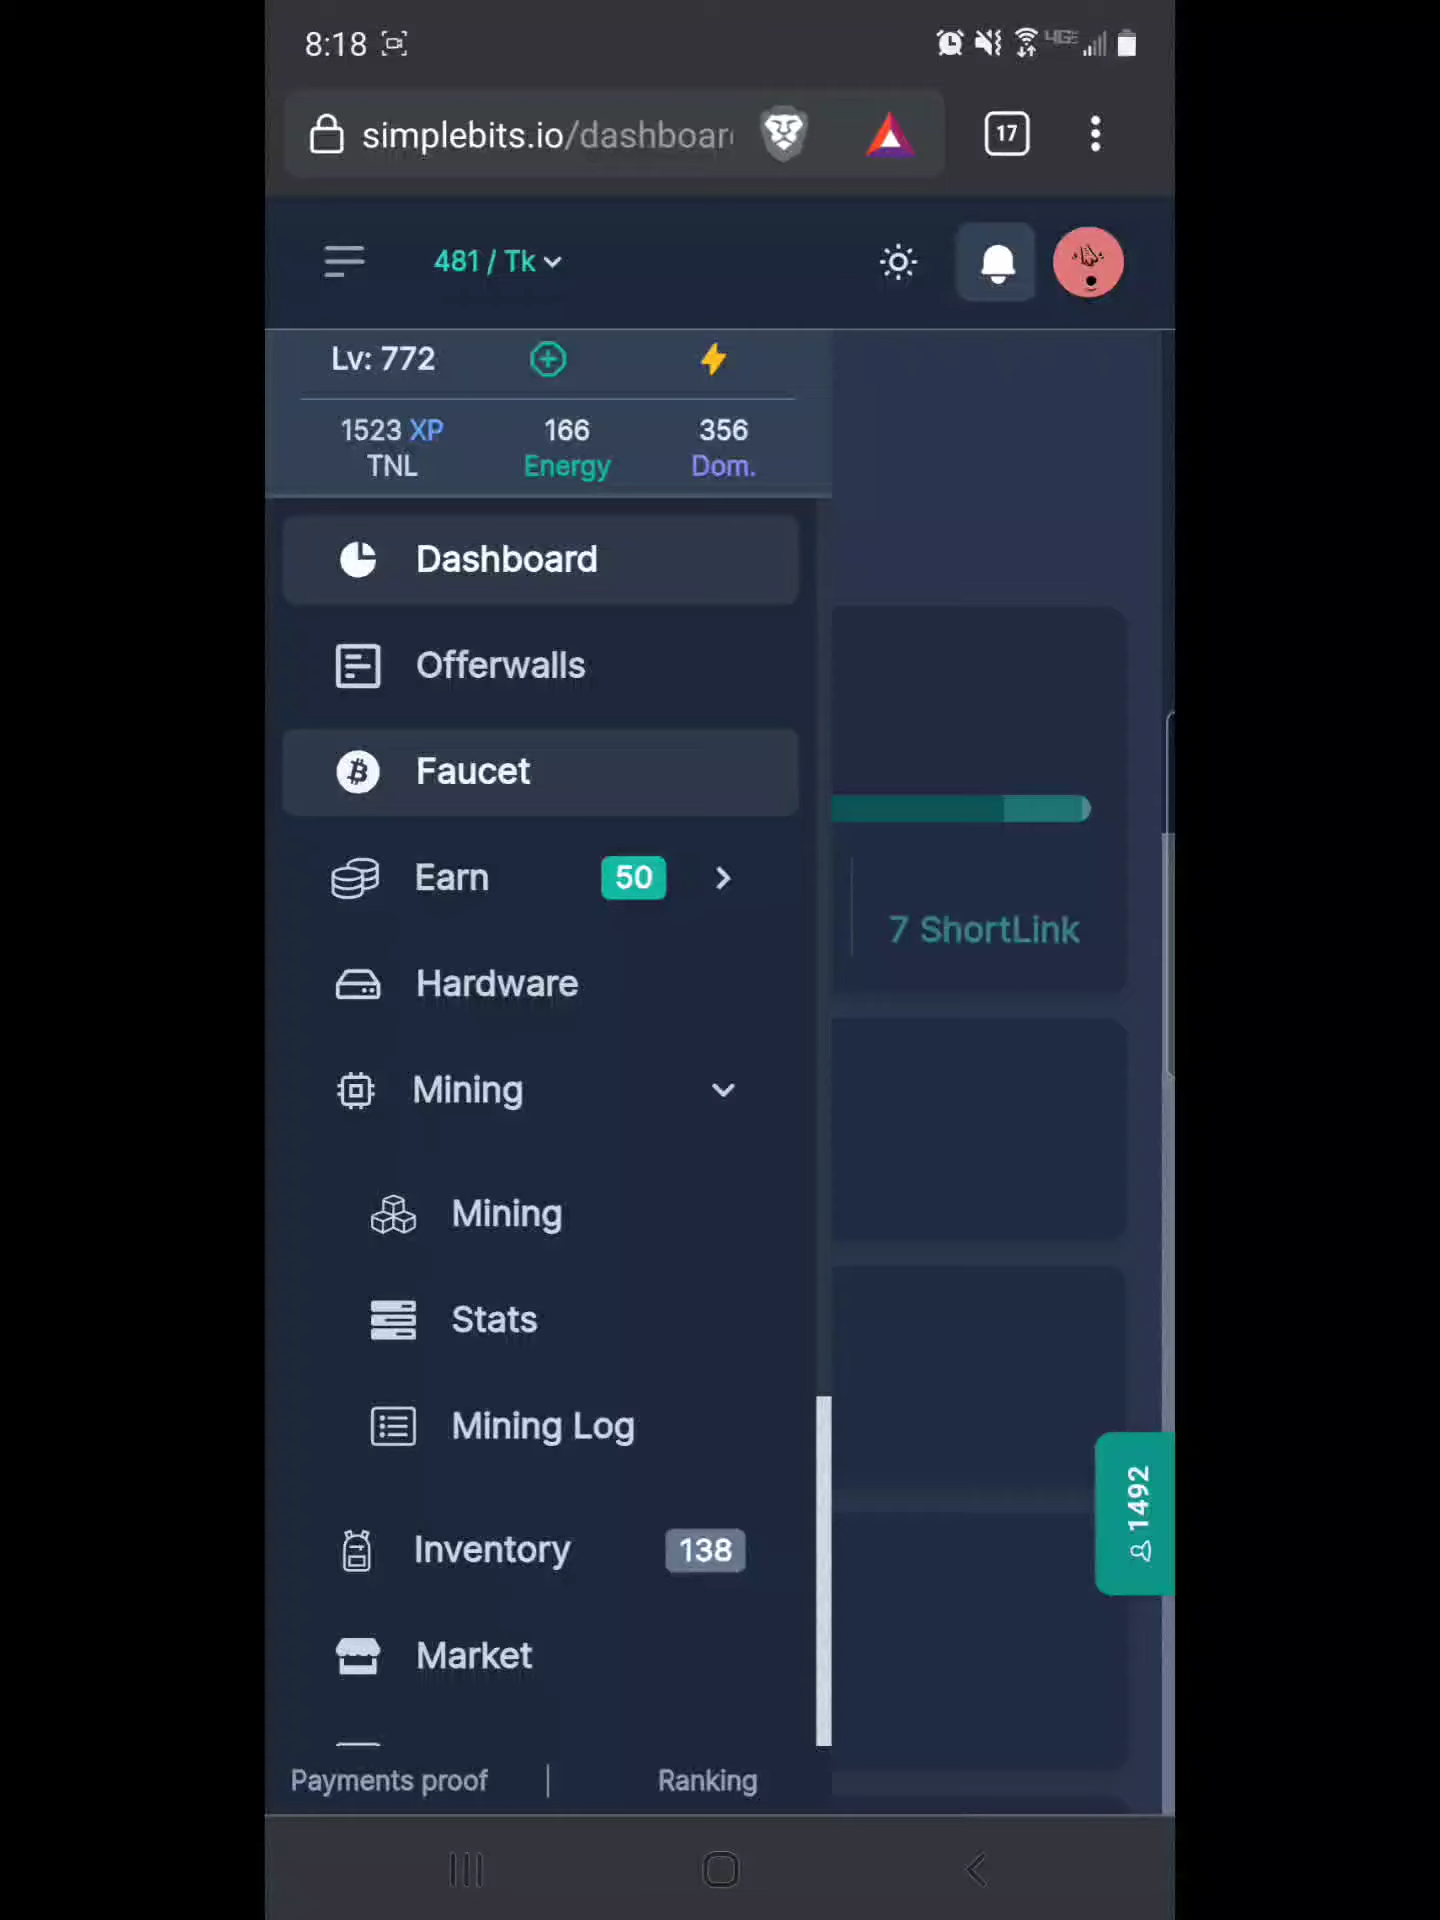 8:18
4GE
simplebits.io/dashboar
17
481 / Tk
Lv: 772
1523 XP 166 356
TNL Energy Dom.
Dashboard
Offerwalls
Faucet
Earn 50
7 ShortLink
Hardware
Mining
Mining
Stats
Mining Log
1492
Inventory 138
Market
Payments proof | Ranking